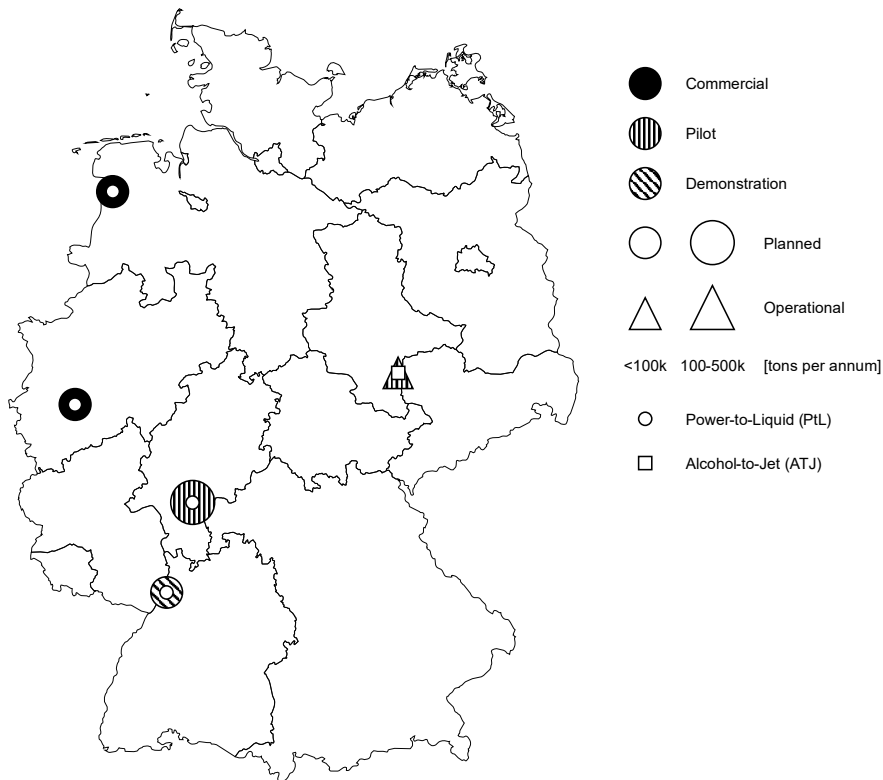 Commercial
Pilot
Demonstration
Planned
Operational
<100k 100-500k [tons per annum]
Power-to-Liquid (PtL)
Alcohol-to-Jet (ATJ)